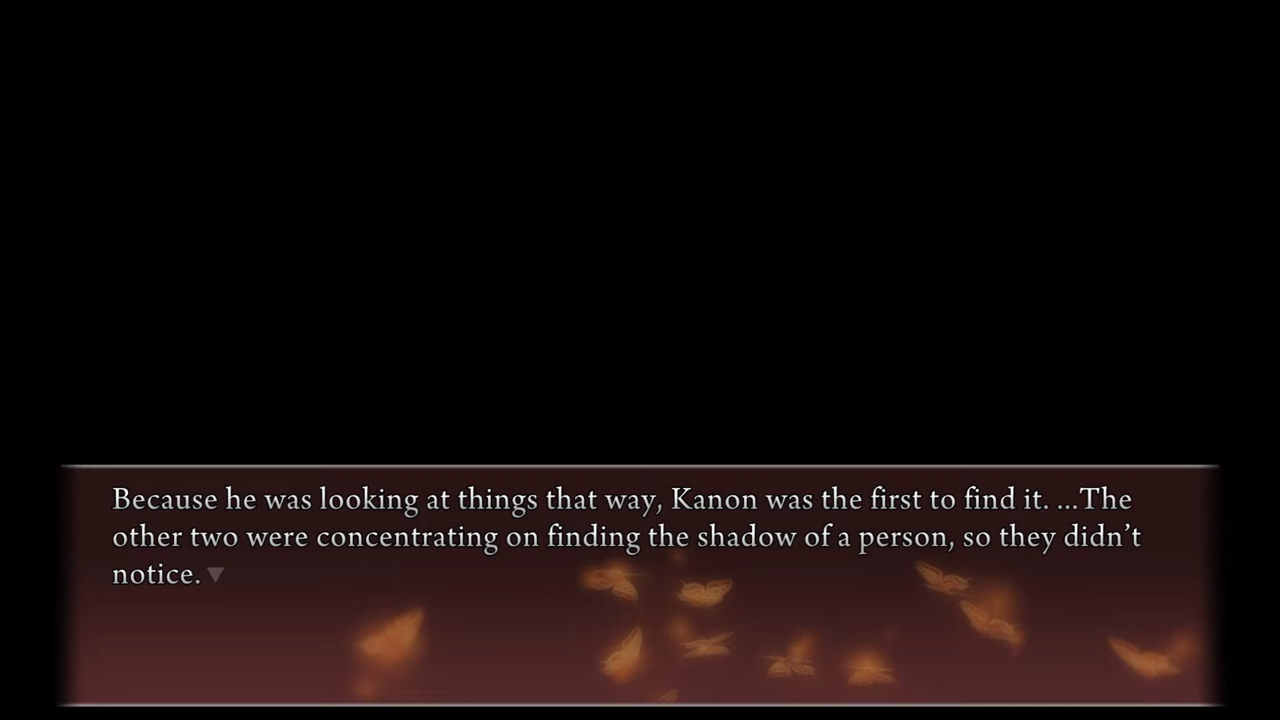 Because he was looking at things that way, Kanon was the first to find it. ...The
other two were concentrating on finding the shadow of a person, so they didn’t
notice.